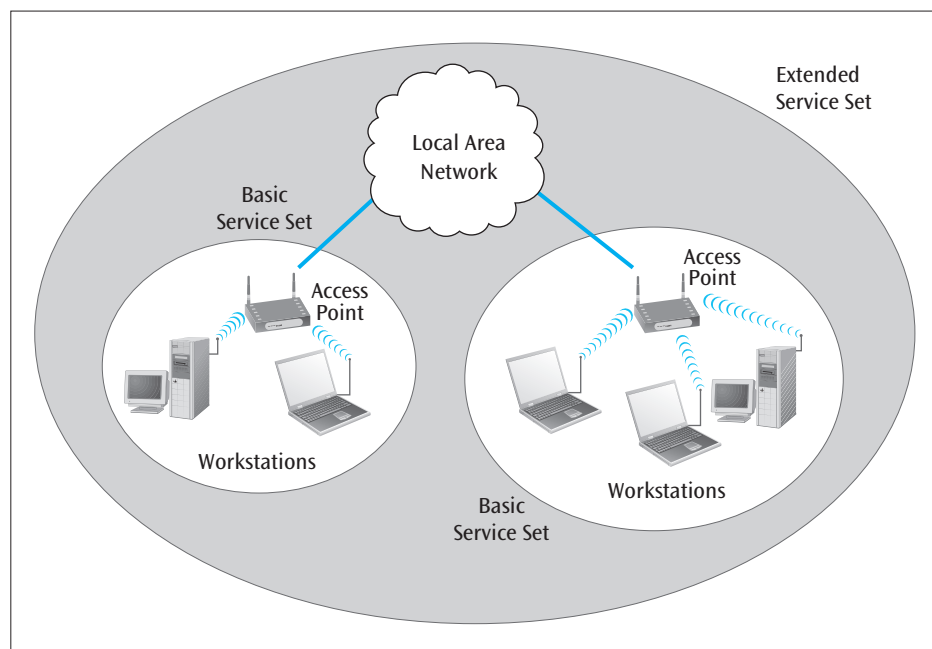 Extended
Service Set
Local Area
Network
Basic
Service Set
Access
Point
Access
Point
Workstations
Workstations
Basic
Service Set